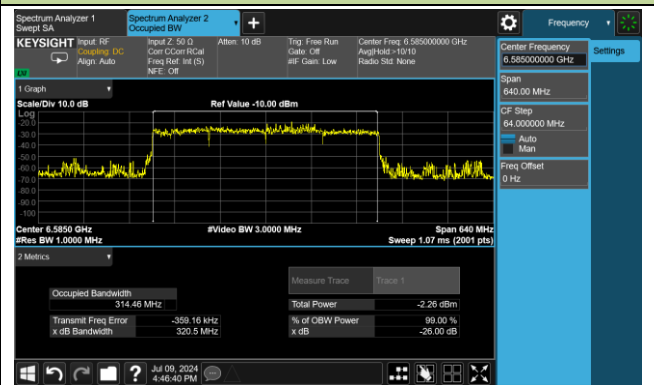 Spectrum Analyzer 1
Swept SA
Spectrum Analyzer 2
Occupied BW
Frequency
KEYSIGHT
Input: RF
Coupling: DC
Align: Auto
Input Z: 50 Ω
Corr CCorr RCal
Freq Ref: Int (S)
NFE: Off
Atten: 10 dB
Trig: Free Run
Gate: Off
#IF Gain: Low
Center Freq: 6.585000000 GHz
Avg|Hold:>10/10
Radio Std: None
LXI
Center Frequency
6.585000000 GHz
Settings
Span
640.00 MHz
CF Step
64.000000 MHz
Auto
Man
Freq Offset
0 Hz
1 Graph
Scale/Div 10.0 dB
Ref Value -10.00 dBm
Log
-20.0
-30.0
-40.0
-50.0
-60.0
-70.0
-80.0
-90.0
-100
Center 6.5850 GHz
#Video BW 3.0000 MHz
Span 640 MHz
#Res BW 1.0000 MHz
Sweep 1.07 ms (2001 pts)
2 Metrics
Measure Trace
Trace 1
Occupied Bandwidth
314.46 MHz
Total Power
-2.26 dBm
Transmit Freq Error
-359.16 kHz
% of OBW Power
99.00 %
x dB Bandwidth
320.5 MHz
x dB
-26.00 dB
?
Jul 09, 2024
4:46:40 PM